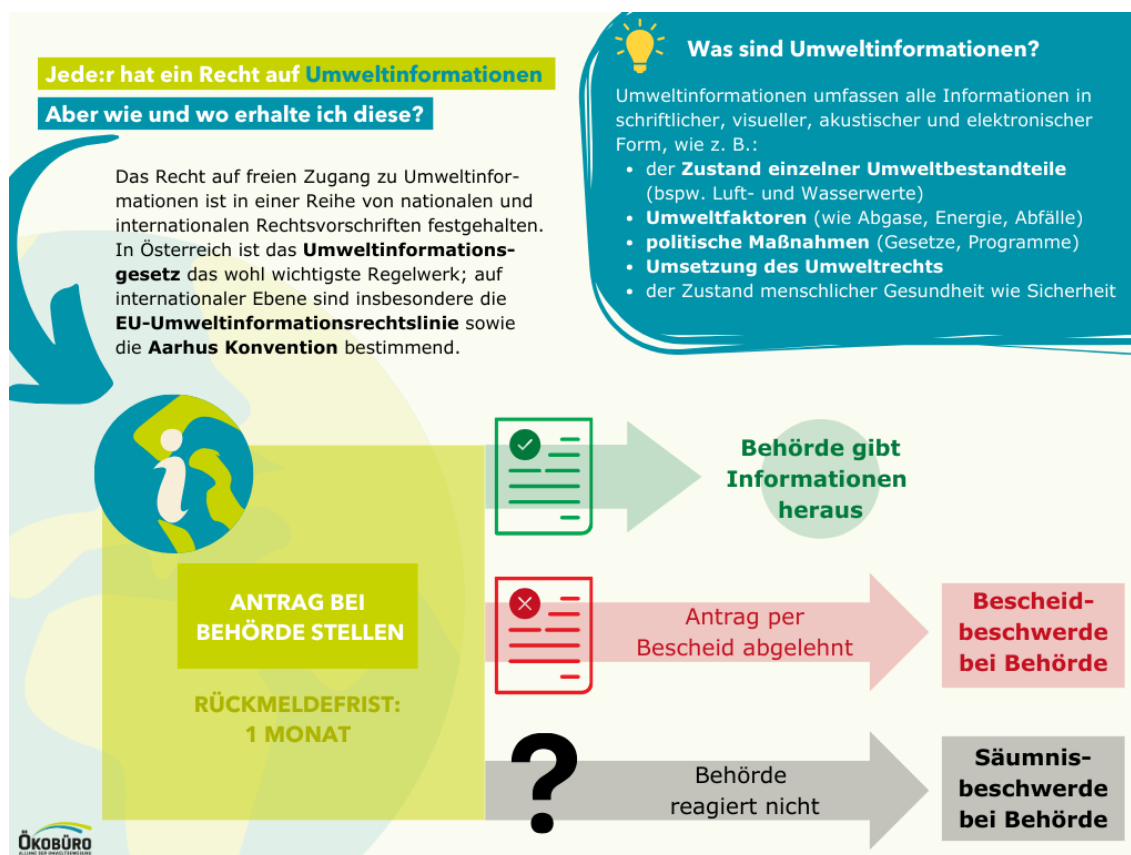 Jede:r hat ein Recht auf Umweltinformationen
Aber wie und wo erhalte ich diese?
Das Recht auf freien Zugang zu Umweltinfor-
mationen ist in einer Reihe von nationalen und
internationalen Rechtsvorschriften festgehalten.
In Österreich ist das Umweltinformations-
gesetz das wohl wichtigste Regelwerk; auf
internationaler Ebene sind insbesondere die
EU-Umweltinformationsrechtslinie sowie
die Aarhus Konvention bestimmend.
Was sind Umweltinformationen?
Umweltinformationen umfassen alle Informationen in
schriftlicher, visueller, akustischer und elektronischer
Form, wie z. B.:
• der Zustand einzelner Umweltbestandteile
(bspw. Luft- und Wasserwerte)
• Umweltfaktoren (wie Abgase, Energie, Abfälle)
• politische Maßnahmen (Gesetze, Programme)
• Umsetzung des Umweltrechts
• der Zustand menschlicher Gesundheit wie Sicherheit
i
ANTRAG BEI
BEHÖRDE STELLEN
RÜCKMELDEFRIST:
1 MONAT
Behörde gibt
Informationen
heraus
Antrag per
Bescheid abgelehnt
Bescheid-
beschwerde
bei Behörde
?
Behörde
reagiert nicht
Säumnis-
beschwerde
bei Behörde
ÖKOBÜRO
ALLIANZ DER UMWELTBEWEGUNG